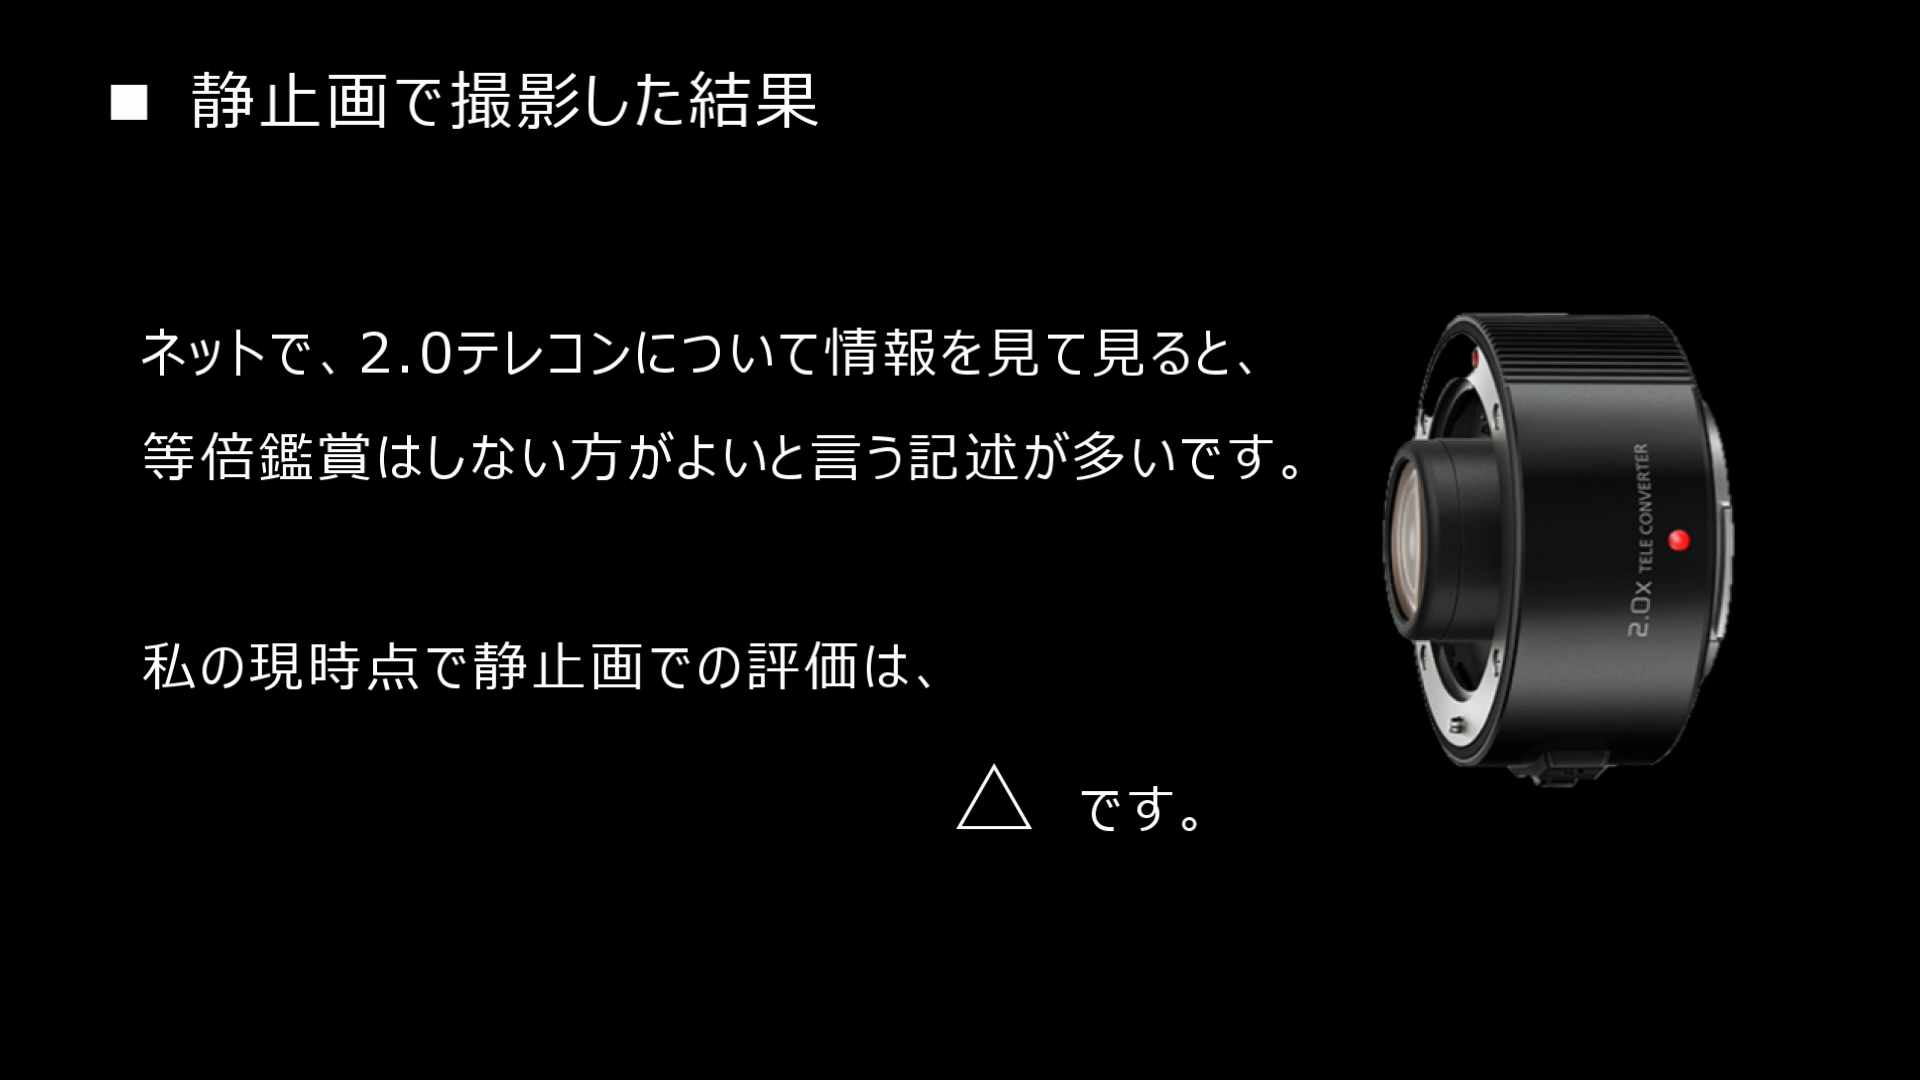 ■ 静止画で撮影した結果
ネットで、2.0テレコンについて情報を見て見ると、
等倍鑑賞はしない方がよいと言う記述が多いです。
私の現時点で静止画での評価は、
△ です。
2.0x TELE CONVERTER